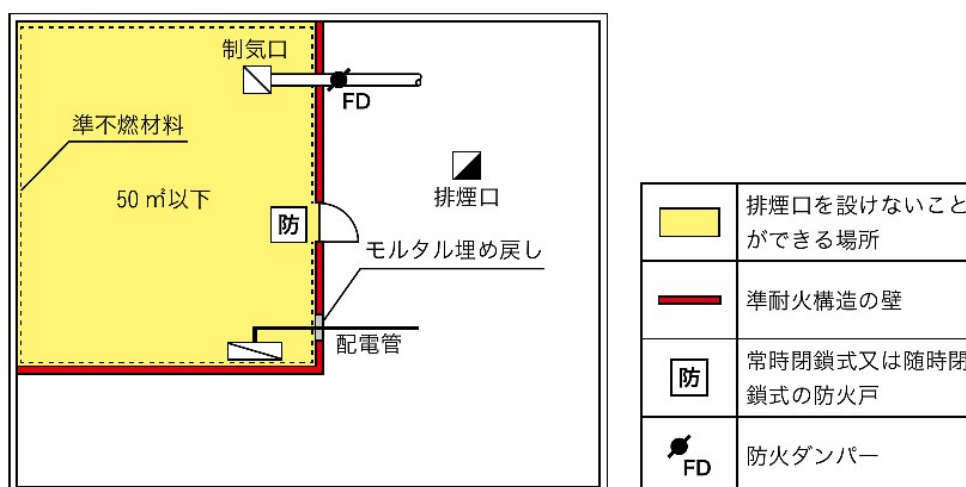 制気口
FD
準不燃材料
50 ㎡以下
防
排煙口
モルタル埋め戻し
配電管
排煙口を設けないこと
ができる場所
準耐火構造の壁
防
常時閉鎖式又は随時閉
鎖式の防火戸
FD
防火ダンパー